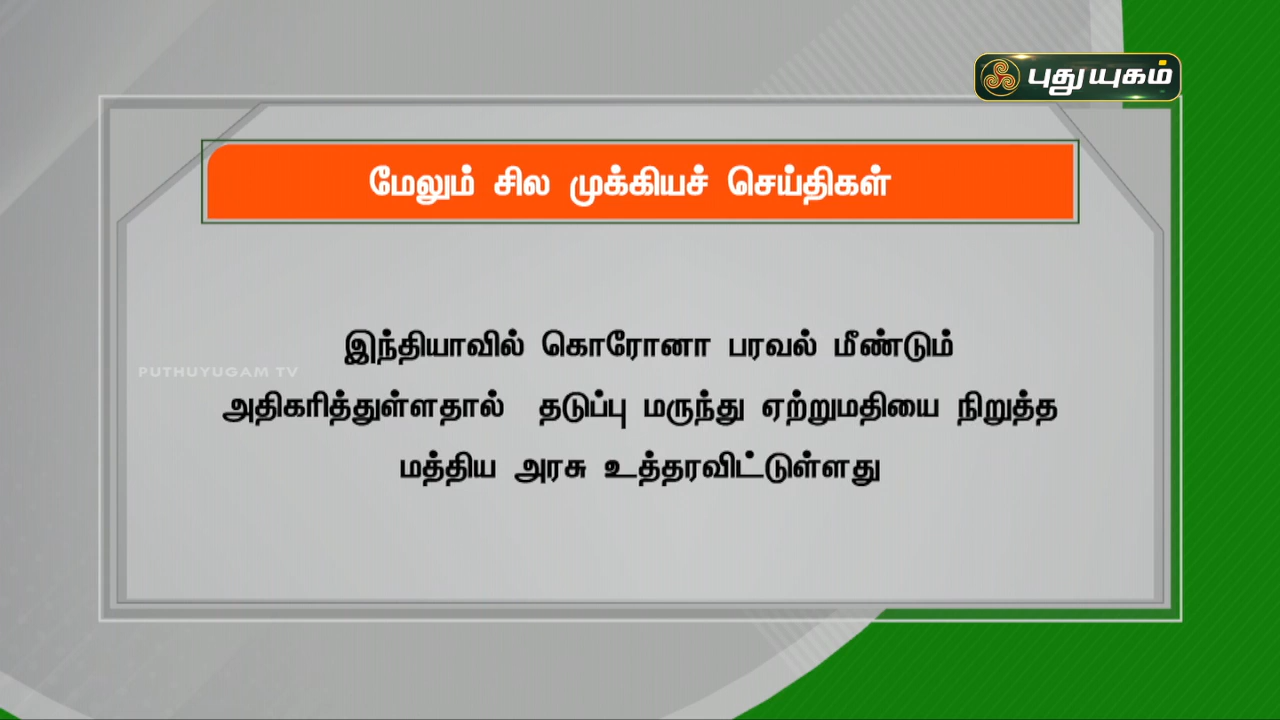 புதுயுகம்
மேலும் சில முக்கியச் செய்திகள்
இந்தியாவில் கொரோனா பரவல் மீண்டும்
PUTHUYUGAM TV
அதிகரித்துள்ளதால் தடுப்பு மருந்து ஏற்றுமதியை நிறுத்த
மத்திய அரசு உத்தரவிட்டுள்ளது